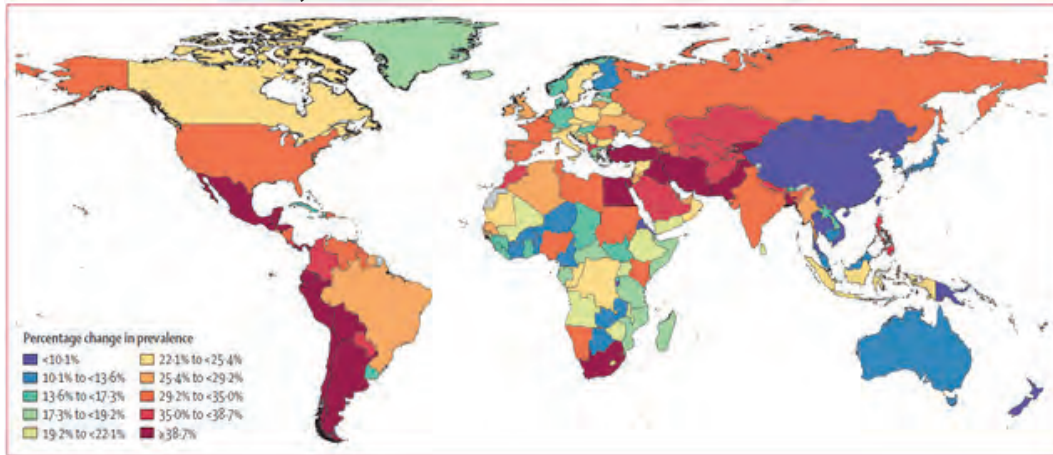 Percentage change in prevalence
<10·1%
10·1% to <13·6%
13·6% to <17·3%
17·3% to <19·2%
19·2% to <22·1%
22·1% to <25·4%
25·4% to <29·2%
29·2% to <35·0%
35·0% to <38·7%
≥38·7%